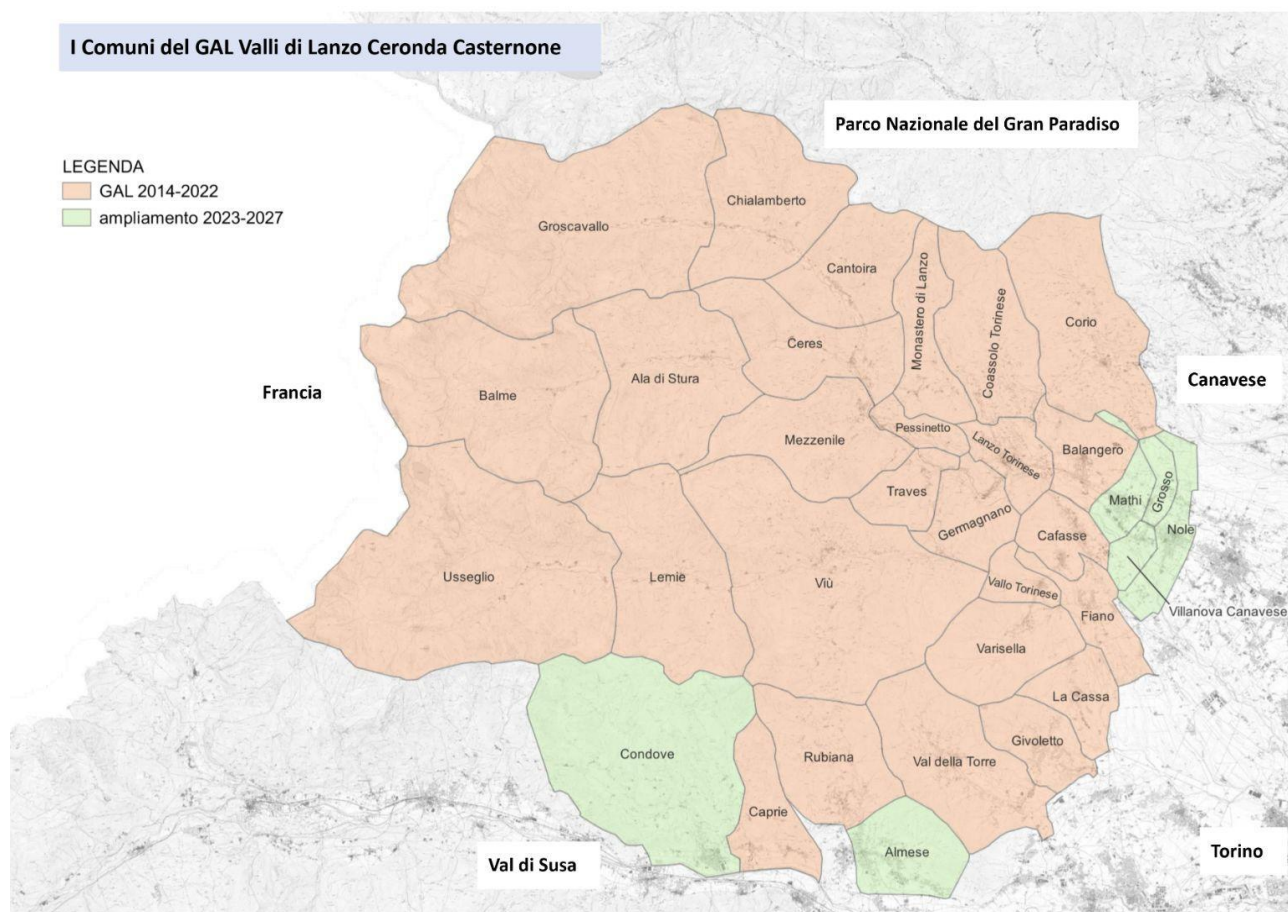 I Comuni del GAL Valli di Lanzo Ceronda Casternone
Parco Nazionale del Gran Paradiso
LEGENDA
GAL 2014-2022
ampliamento 2023-2027
Chialamberto
Groscavallo
Cantoira
Monastero di Lanzo
Coassolo Torinese
Corio
Ceres
Ala di Stura
Canavese
Francia
Balme
Pessinetto
Mezzenile
Lanzo Torinese
Balangero
Traves
Mathi
Grosso
Germagnano
Cafasse
Nole
Usseglio
Lemie
Viù
Vallo Torinese
Villanova Canavese
Fiano
Varisella
La Cassa
Givoletto
Condove
Rubiana
Val della Torre
Caprie
Almese
Torino
Val di Susa